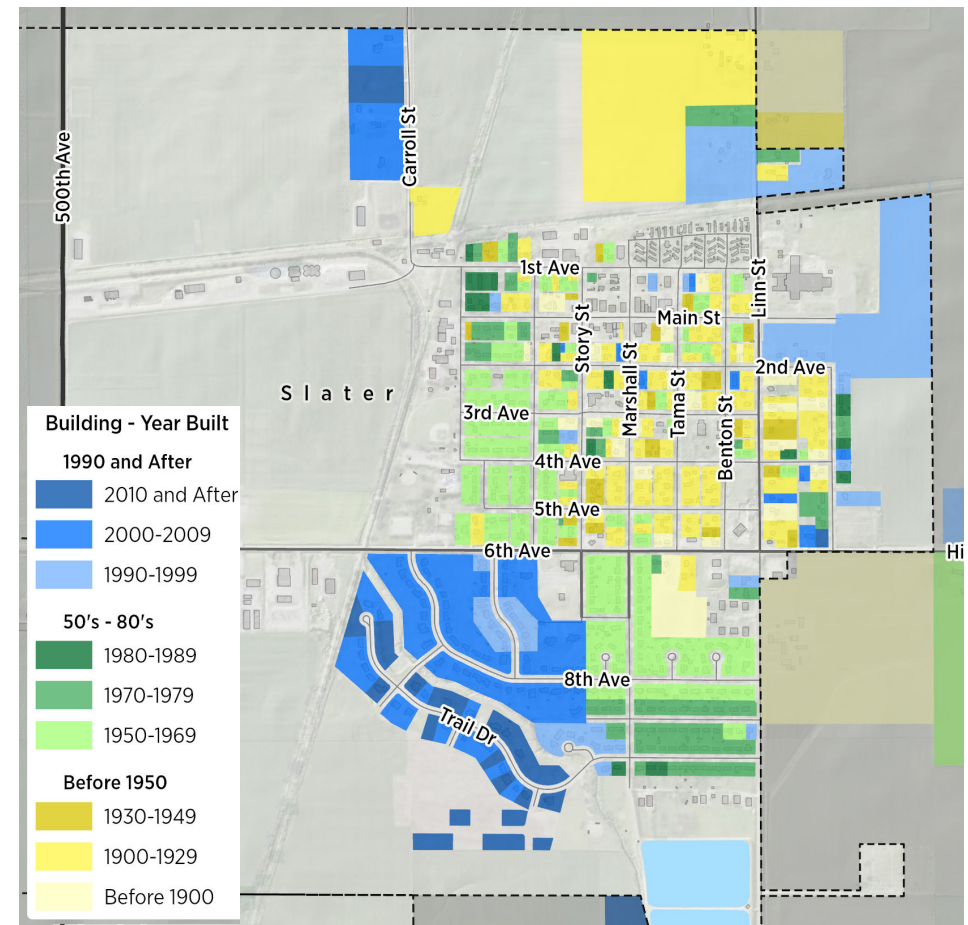 500th Ave
Carroll St
1st Ave
Linn St
Story St
Main St
Marshall St
2nd Ave
Tama St
Slater
3rd Ave
Benton St
4th Ave
5th Ave
6th Ave
Hi
8th Ave
Trail Dr
Building - Year Built
1990 and After
2010 and After
2000-2009
1990-1999
50's - 80's
1980-1989
1970-1979
1950-1969
Before 1950
1930-1949
1900-1929
Before 1900